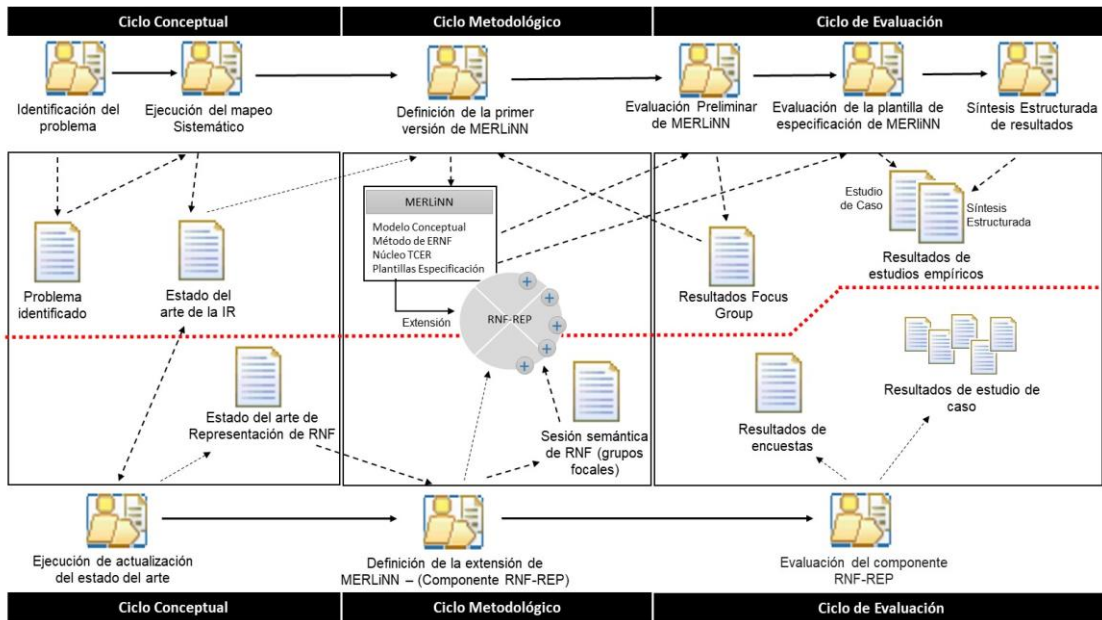 Ciclo Conceptual
Ciclo Metodológico
Ciclo de Evaluación
Identificación del
problema
Ejecución del mapeo
Sistemático
Definición de la primer
versión de MERLiNN
Evaluación Preliminar
de MERLiNN
Evaluación de la plantilla de
especificación de MERliNN
Síntesis Estructurada
de resultados
MERLiNN
Modelo Conceptual
Método de ERNF
Núcleo TCER
Plantillas Especificación
Estudio
de Caso
Síntesis
Estructurada
Resultados de
estudios empíricos
Problema
identificado
Estado del
arte de la IR
Extensión
RNF-REP
Resultados Focus
Group
Estado del arte de
Representación de RNF
Sesión semántica
de RNF (grupos
focales)
Resultados de
encuestas
Resultados de estudio de
caso
Ejecución de actualización
del estado del arte
Definición de la extensión de
MERLiNN – (Componente RNF-REP)
Evaluación del componente
RNF-REP
Ciclo Conceptual
Ciclo Metodológico
Ciclo de Evaluación